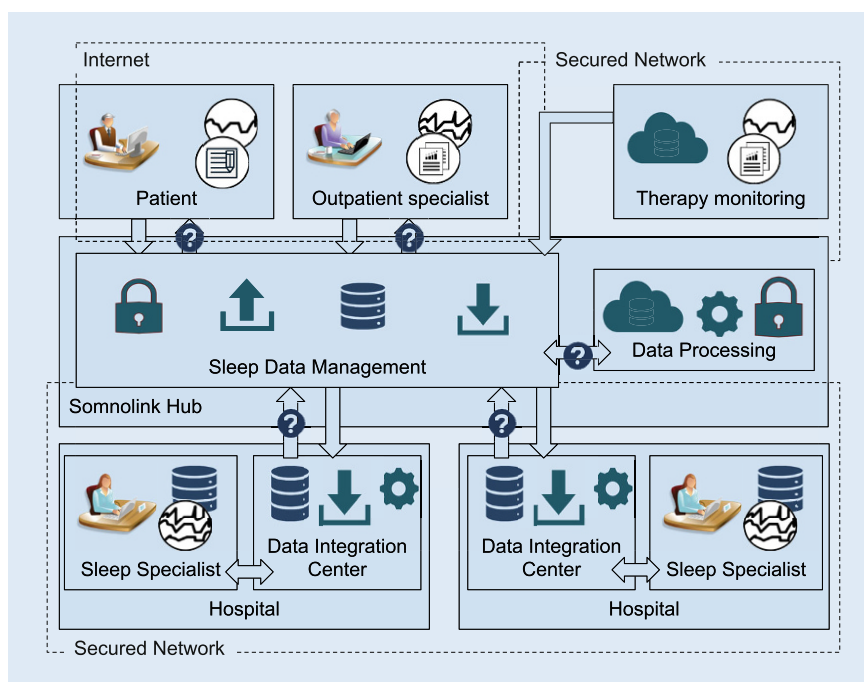 Internet
Secured Network
Patient
Outpatient specialist
Therapy monitoring
?
?
Sleep Data Management
?
Data Processing
Somnolink Hub
?
?
Sleep Specialist
Data Integration
Center
Hospital
Data Integration
Center
Sleep Specialist
Hospital
Secured Network